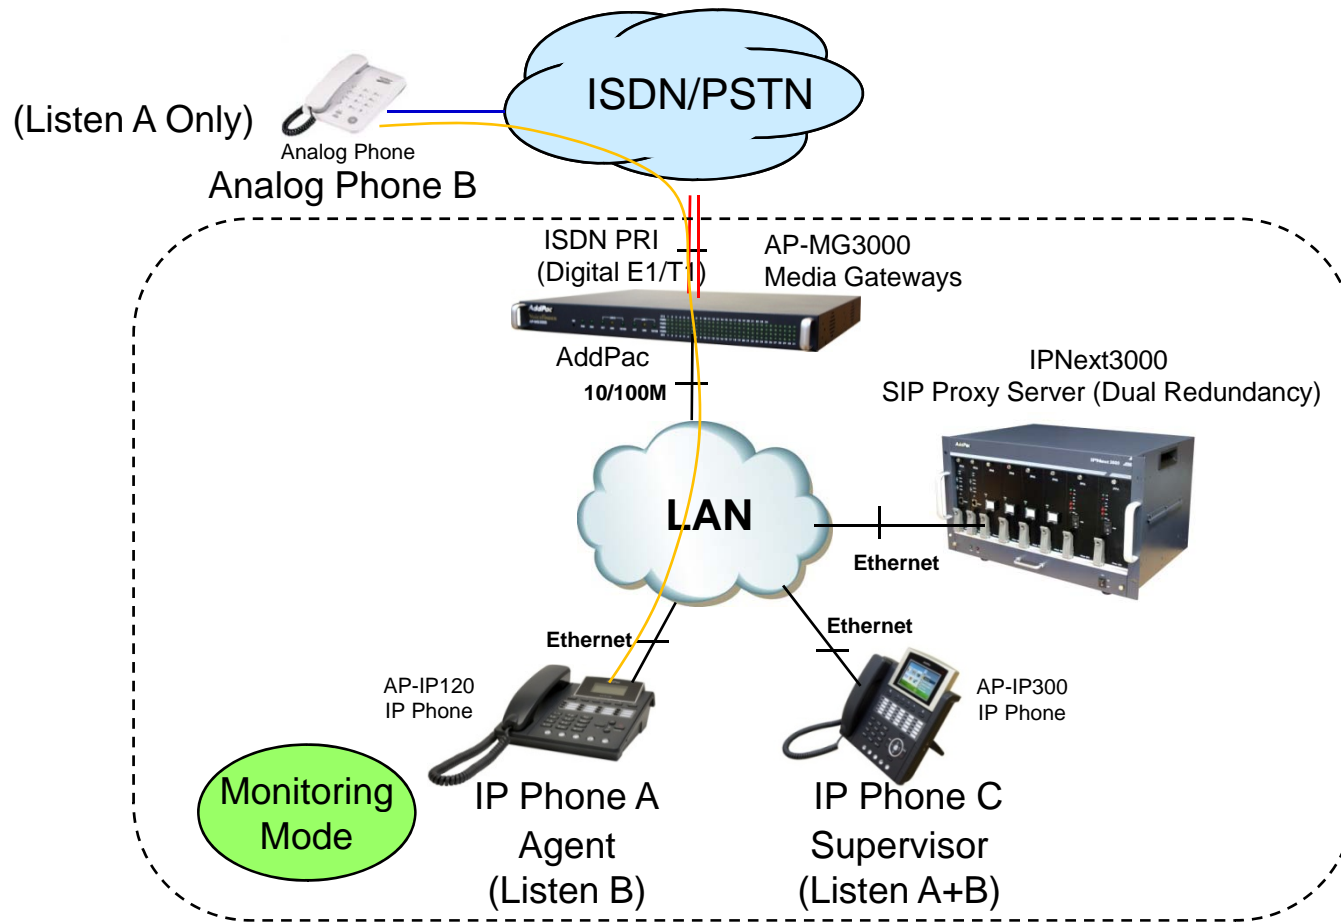 ISDN/PSTN
(Listen A Only)
Analog Phone
Analog Phone B
ISDN PRI
(Digital E1/T1)
AP-MG3000
Media Gateways
AddPac
AddPac
10/100M
IPNext3000
SIP Proxy Server (Dual Redundancy)
AddPac
LAN
Ethernet
Ethernet
Ethernet
AP-IP120
IP Phone
AP-IP300
IP Phone
Monitoring
Mode
IP Phone A
Agent
(Listen B)
IP Phone C
Supervisor
(Listen A+B)